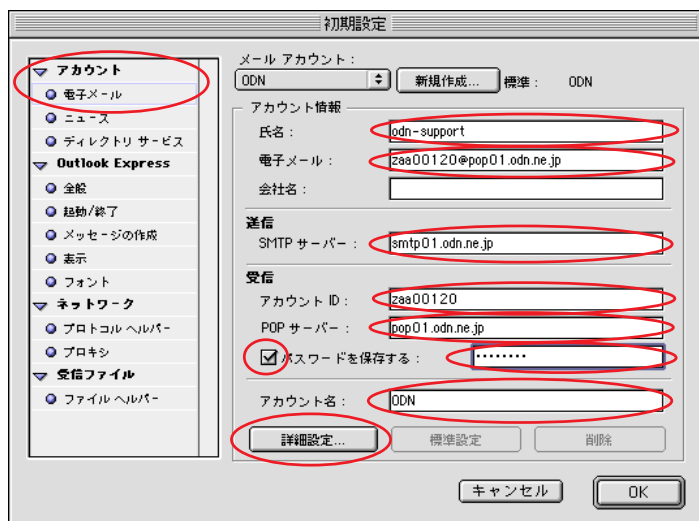 初期設定
アカウント
電子メール
ニュース
ディレクトリ サービス
Outlook Express
全般
起動/終了
メッセージの作成
表示
フォント
ネットワーク
プロトコル ヘルパー
プロキシ
受信ファイル
ファイル ヘルパー
メール アカウント：
ODN
新規作成...
標準： ODN
アカウント情報
氏名： odn-support
電子メール： zaa00120@pop01.odn.ne.jp
会社名：
送信
SMTP サーバー： smtp01.odn.ne.jp
受信
アカウント ID： zaa00120
POP サーバー： pop01.odn.ne.jp
パスワードを保存する： ••••••••
アカウント名： ODN
詳細設定... 標準設定 削除
キャンセル OK